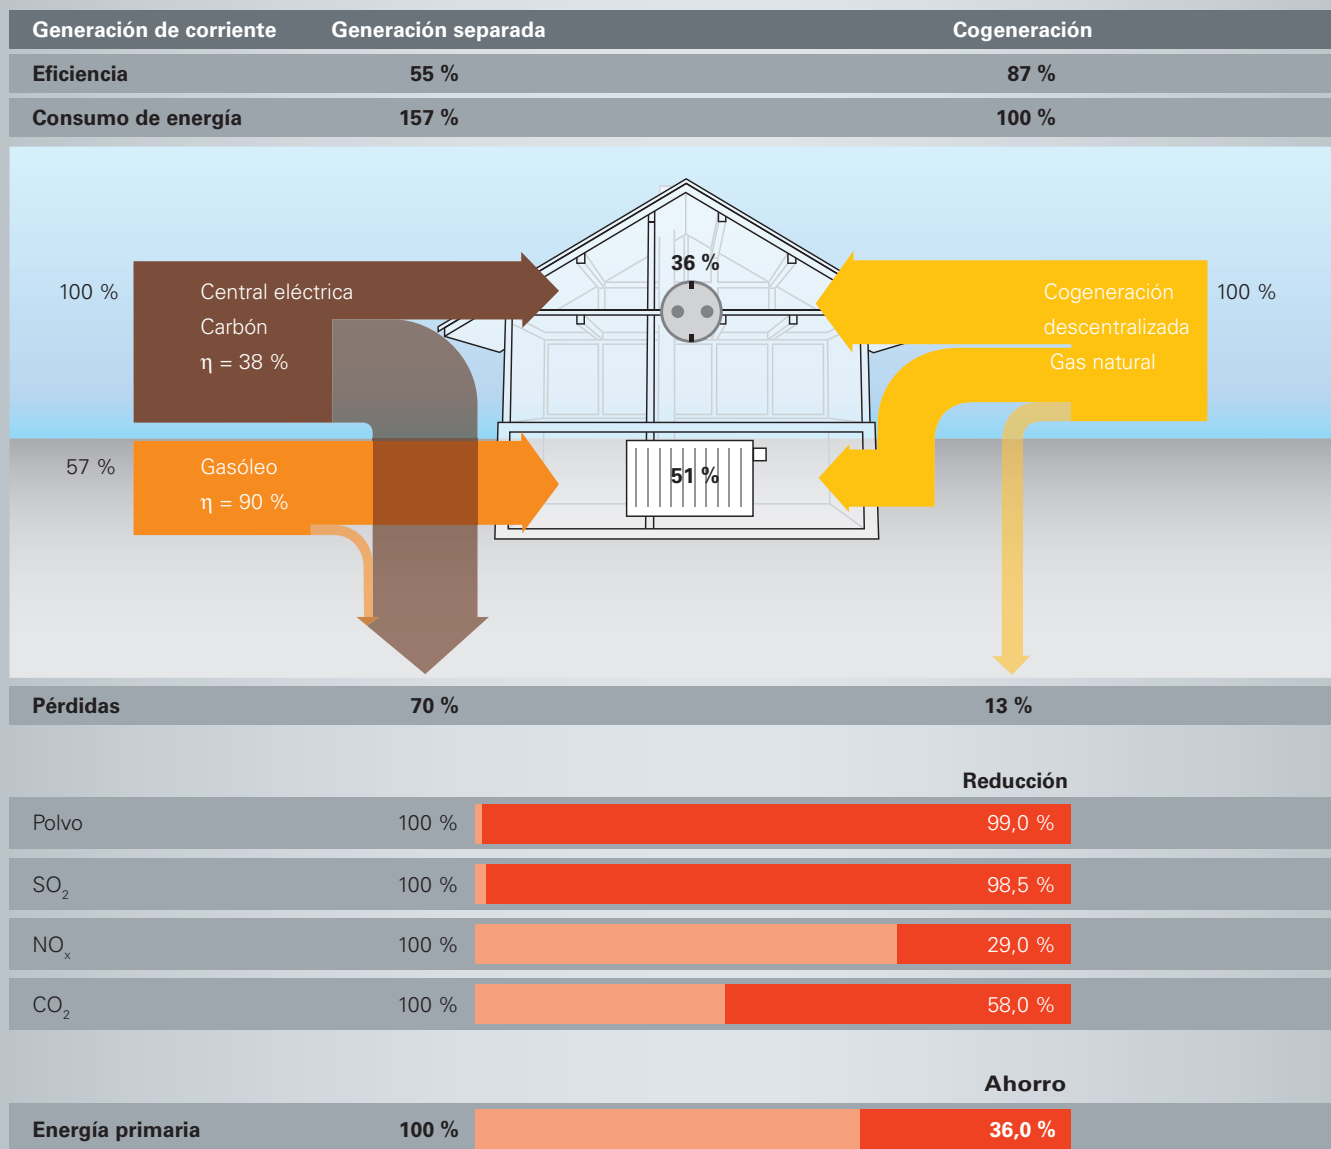 Generación de corriente Generación separada Cogeneración
Eficiencia 55 % 87 %
Consumo de energía 157 % 100 %
36 %
100 % Central eléctrica Cogeneración 100 %
Carbón descentralizada
η = 38 % Gas natural
57 % Gasóleo 51 %
η = 90 %
Pérdidas 70 % 13 %
Reducción
Polvo 100 % 99,0 %
SO₂ 100 % 98,5 %
NOₓ 100 % 29,0 %
CO₂ 100 % 58,0 %
Ahorro
Energía primaria 100 % 36,0 %